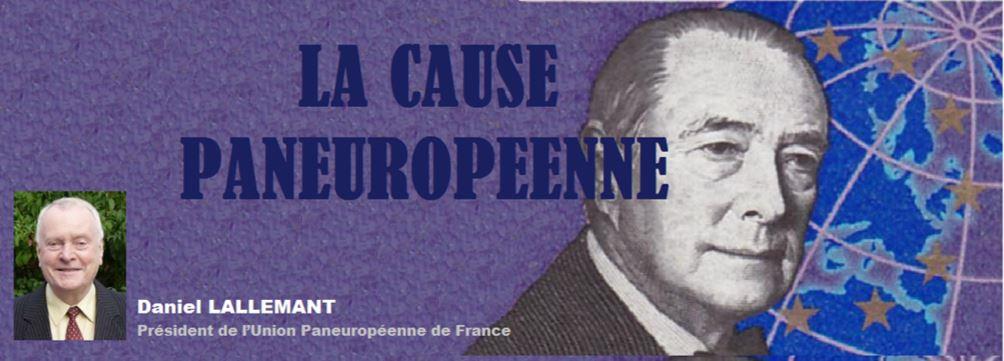 LA CAUSE
PANEUROPEENNE
Daniel LALLEMANT
Président de l'Union Paneuropéenne de France